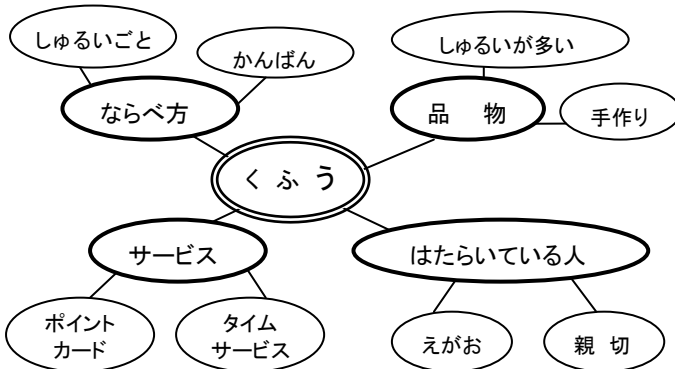 しゅるいごと
かんばん
しゅるいが多い
ならべ方
品 物
手作り
く ふ う
サービス
はたらいている人
ポイント
カード
タイム
サービス
えがお
親 切